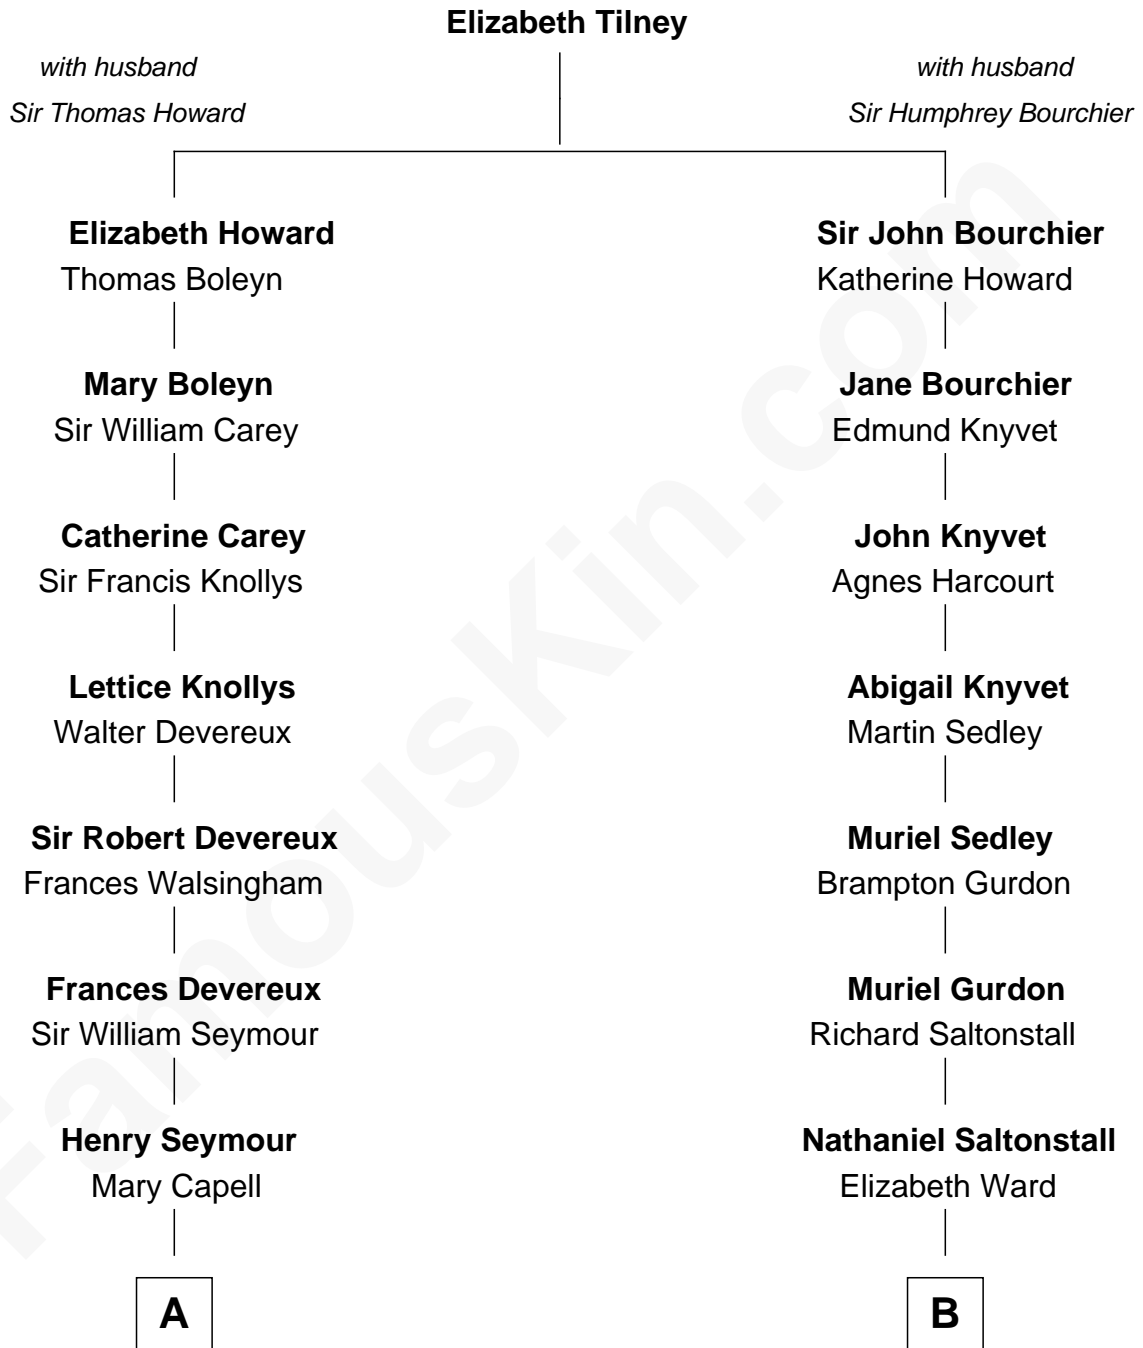 Elizabeth Tilney
with husband
Sir Thomas Howard
with husband
Sir Humphrey Bourchier
Elizabeth Howard
Thomas Boleyn
Sir John Bourchier
Katherine Howard
Mary Boleyn
Sir William Carey
Jane Bourchier
Edmund Knyvet
Catherine Carey
Sir Francis Knollys
John Knyvet
Agnes Harcourt
Lettice Knollys
Walter Devereux
Abigail Knyvet
Martin Sedley
Sir Robert Devereux
Frances Walsingham
Muriel Sedley
Brampton Gurdon
Frances Devereux
Sir William Seymour
Muriel Gurdon
Richard Saltonstall
Henry Seymour
Mary Capell
Nathaniel Saltonstall
Elizabeth Ward
A
B
FamousKin.com